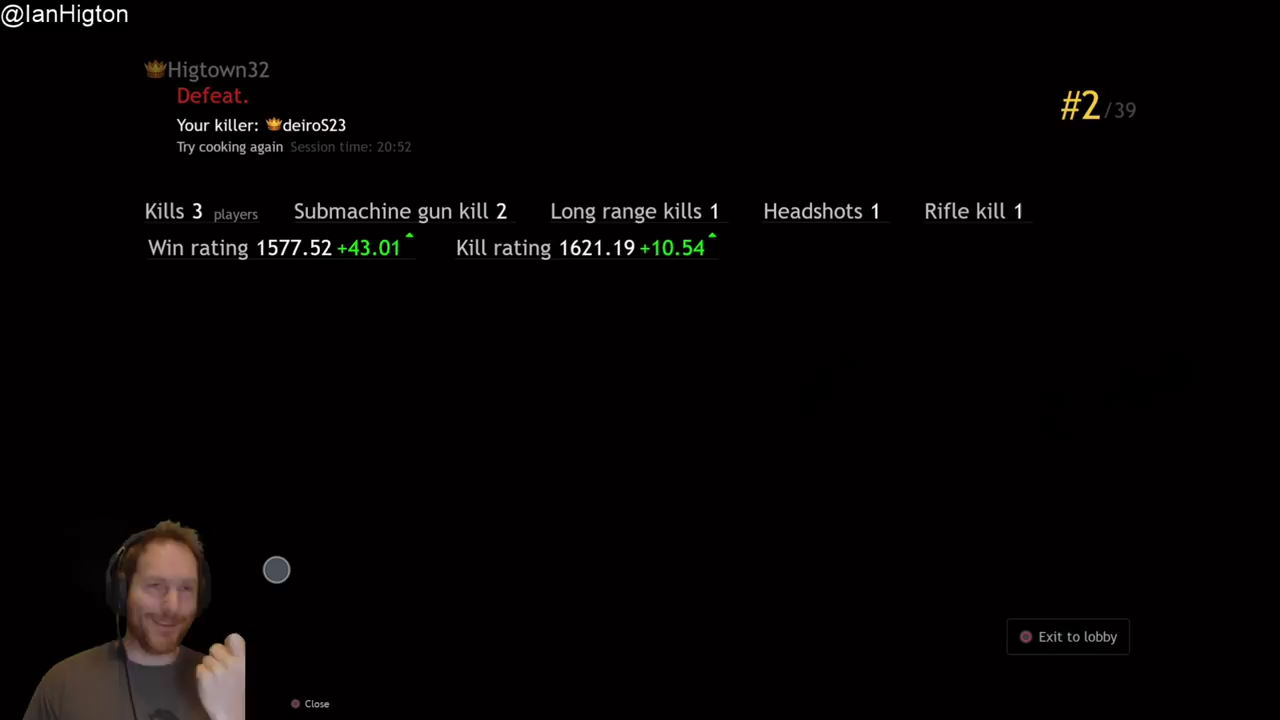 @IanHigton
Higtown32
Defeat.
#2/39
Your killer: deiroS23
Try cooking again Session time: 20:52
Kills 3 players Submachine gun kill 2 Long range kills 1 Headshots 1 Rifle kill 1
Win rating 1577.52 +43.01 Kill rating 1621.19 +10.54
Exit to lobby
Close